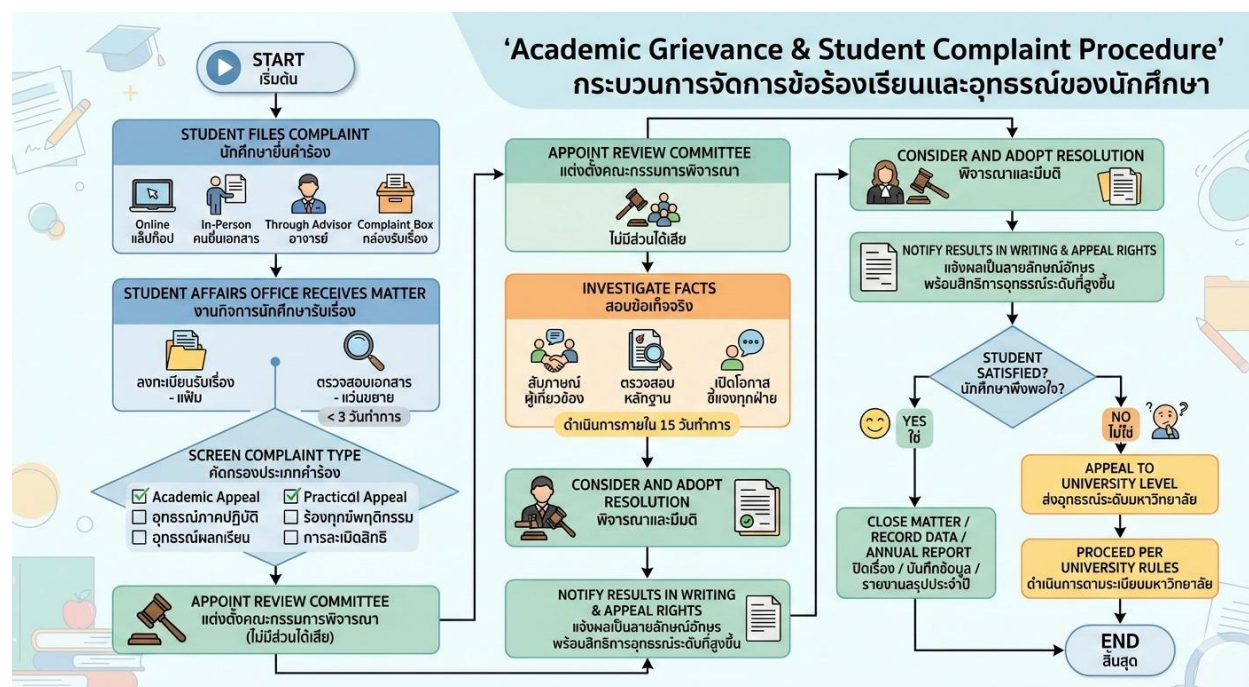 'Academic Grievance & Student Complaint Procedure'
กระบวนการจัดการข้อร้องเรียนและอุทธรณ์ของนักศึกษา
START
เริ่มต้น
STUDENT FILES COMPLAINT
นักศึกษายื่นคำร้อง
Online
แล็ปท็อป
In-Person
คนยื่นเอกสาร
Through Advisor
อาจารย์
Complaint Box
กล่องรับเรื่อง
STUDENT AFFAIRS OFFICE RECEIVES MATTER
งานกิจการนักศึกษารับเรื่อง
ลงทะเบียนรับเรื่อง
- แฟ้ม
ตรวจสอบเอกสาร
- แว่นขยาย
< 3 วันทำการ
SCREEN COMPLAINT TYPE
คัดกรองประเภทคำร้อง
Academic Appeal
Practical Appeal
อุทธรณ์ภาคปฏิบัติ
ร้องทุกข์พฤติกรรม
อุทธรณ์ผลกเรียน
การละเมิดสิทธิ
APPOINT REVIEW COMMITTEE
แต่งตั้งคณะกรรมการพิจารณา
(ไม่มีส่วนได้เสีย)
APPOINT REVIEW COMMITTEE
แต่งตั้งคณะกรรมการพิจารณา
ไม่มีส่วนได้เสีย
INVESTIGATE FACTS
สอบข้อเท็จจริง
สัมภาษณ์
ผู้เกี่ยวข้อง
ตรวจสอบ
หลักฐาน
เปิดโอกาส
ชี้แจงทุกฝ่าย
ดำเนินการภายใน 15 วันทำการ
CONSIDER AND ADOPT
RESOLUTION
พิจารณาและมีมติ
NOTIFY RESULTS IN WRITING
& APPEAL RIGHTS
แจ้งผลเป็นลายลักษณ์อักษร
พร้อมสิทธิการอุทธรณ์ระดับที่สูงขึ้น
CONSIDER AND ADOPT RESOLUTION
พิจารณาและมีมติ
NOTIFY RESULTS IN WRITING & APPEAL RIGHTS
แจ้งผลเป็นลายลักษณ์อักษร
พร้อมสิทธิการอุทธรณ์ระดับที่สูงขึ้น
STUDENT
SATISFIED?
นักศึกษาพึงพอใจ?
YES
ใช่
NO
ไม่ใช่
CLOSE MATTER /
RECORD DATA /
ANNUAL REPORT
ปิดเรื่อง / บันทึกข้อมูล /
รายงานสรุปประจำปี
APPEAL TO
UNIVERSITY LEVEL
ส่งอุทธรณ์ระดับมหาวิทยาลัย
PROCEED PER
UNIVERSITY RULES
ดำเนินการตามระเบียบมหาวิทยาลัย
END
สิ้นสุด